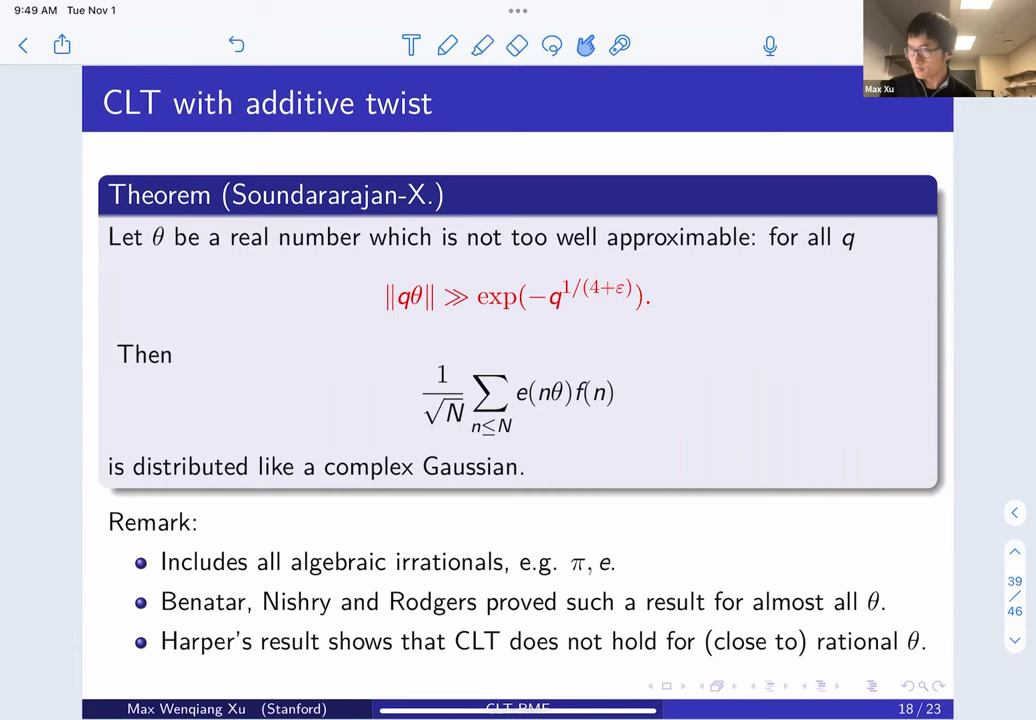 9:49 AM Tue Nov 1
Max Xu
CLT with additive twist
Theorem (Soundararajan-X.)
Let θ be a real number which is not too well approximable: for all q
‖qθ‖ ≫ exp(−q^{1/(4+ε)}).
Then
1/√N ∑_{n≤N} e(nθ)f(n)
is distributed like a complex Gaussian.
Remark:
Includes all algebraic irrationals, e.g. π, e.
Benatar, Nishry and Rodgers proved such a result for almost all θ.
Harper's result shows that CLT does not hold for (close to) rational θ.
39
/
46
Max Wenqiang Xu (Stanford) CLT RMF 18 / 23